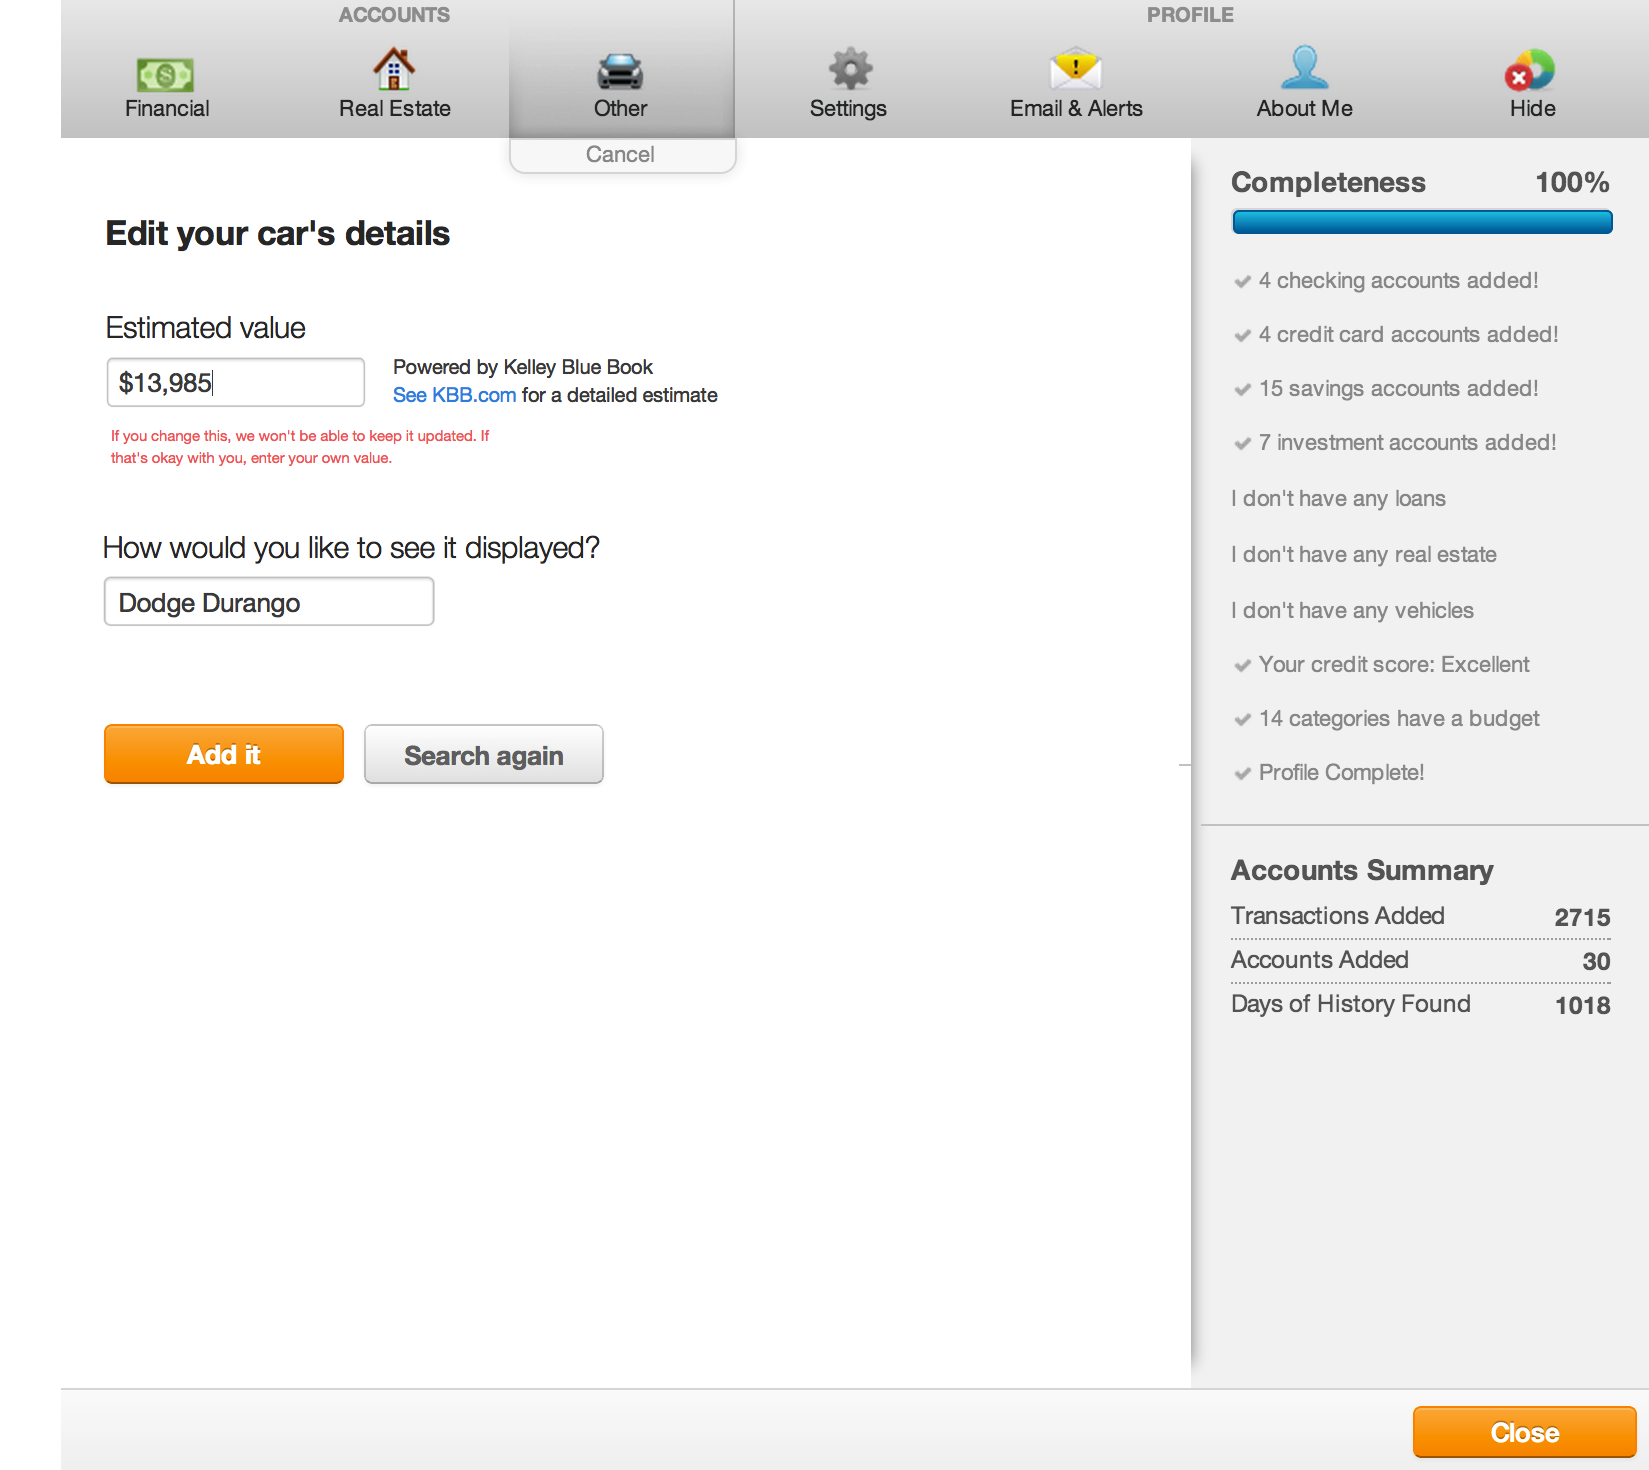 ACCOUNTS
PROFILE
Financial
Real Estate
Other
Settings
Email & Alerts
About Me
Hide
Cancel
Edit your car's details
Estimated value
$13,985
Powered by Kelley Blue Book
See KBB.com for a detailed estimate
If you change this, we won't be able to keep it updated. If
that's okay with you, enter your own value.
How would you like to see it displayed?
Dodge Durango
Add it
Search again
Completeness 100%
4 checking accounts added!
4 credit card accounts added!
15 savings accounts added!
7 investment accounts added!
I don't have any loans
I don't have any real estate
I don't have any vehicles
Your credit score: Excellent
14 categories have a budget
Profile Complete!
Accounts Summary
Transactions Added 2715
Accounts Added 30
Days of History Found 1018
Close